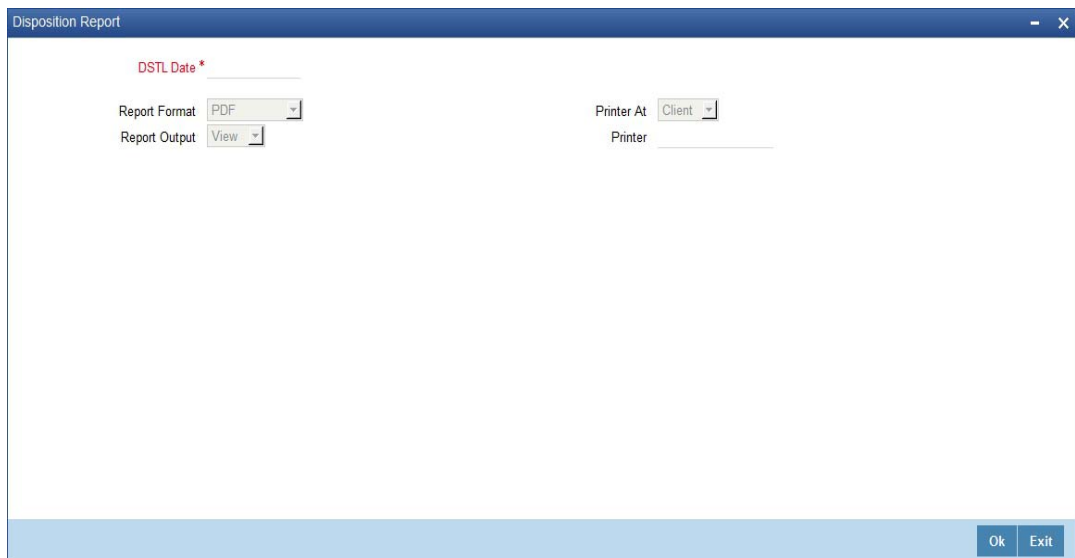 Disposition Report
DSTL Date *
Report Format PDF Printer At Client
Report Output View Printer
Ok Exit